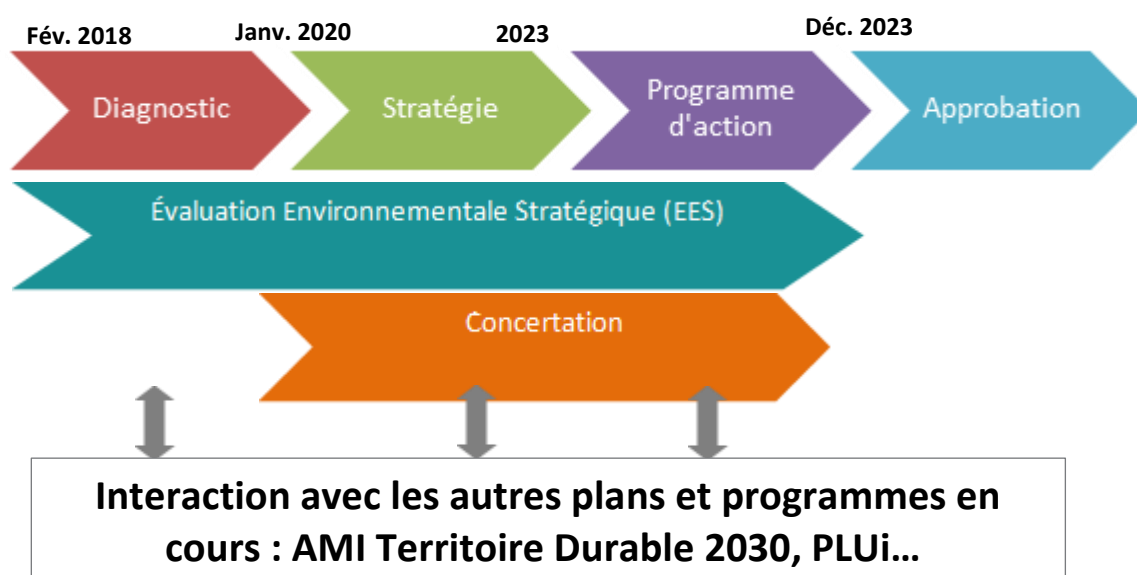 Fév. 2018
Janv. 2020
2023
Déc. 2023
Diagnostic
Stratégie
Programme
d'action
Approbation
Évaluation Environnementale Stratégique (EES)
Concertation
Interaction avec les autres plans et programmes en
cours : AMI Territoire Durable 2030, PLUi...